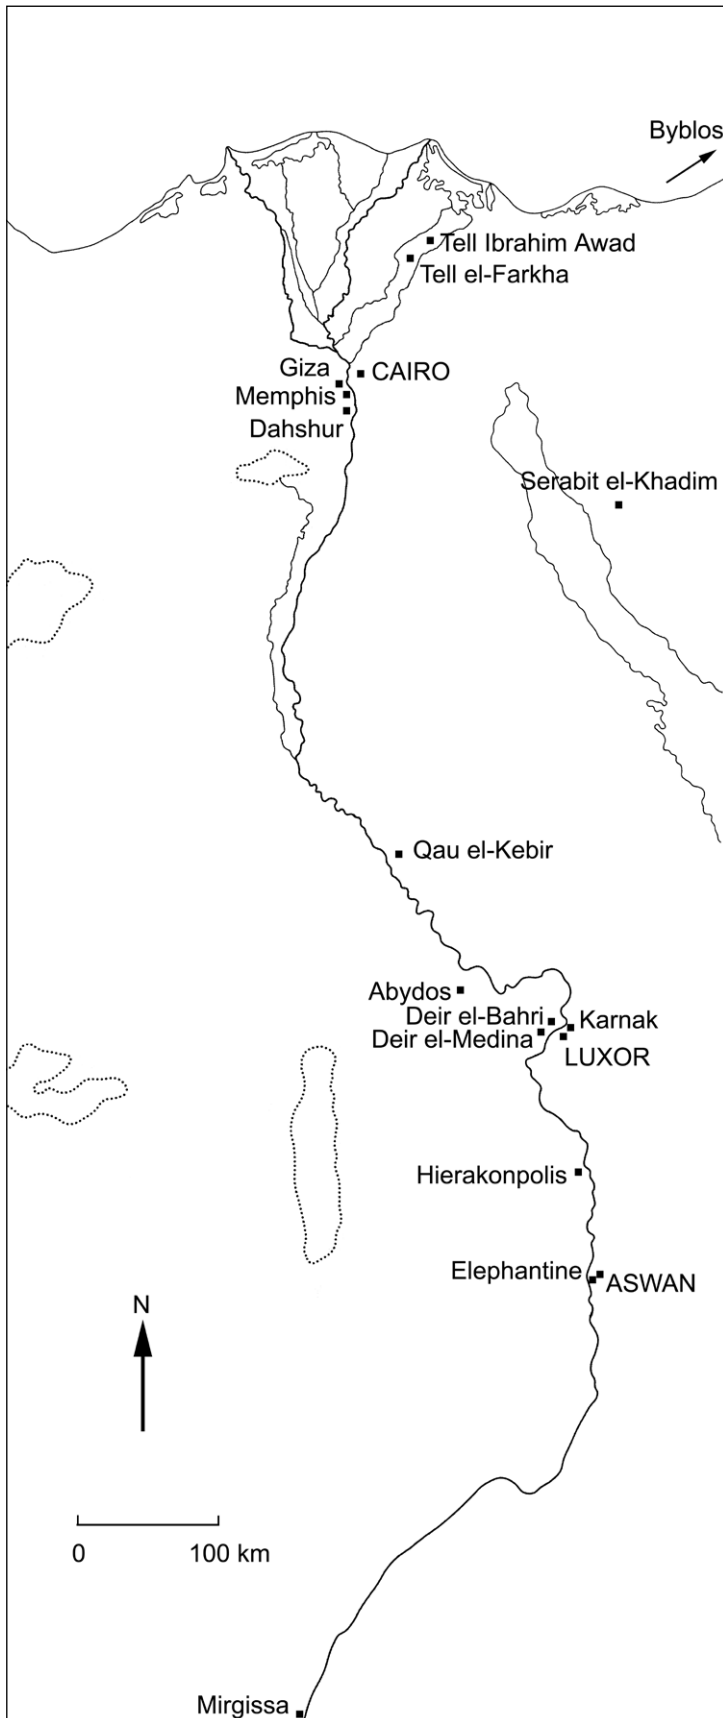 Byblos
Tell Ibrahim Awad
Tell el-Farkha
Giza
CAIRO
Memphis
Dahshur
Serabit el-Khadim
Qau el-Kebir
Abydos
Deir el-Bahri
Karnak
Deir el-Medina
LUXOR
Hierakonpolis
Elephantine
ASWAN
N
0 100 km
Mirgissa